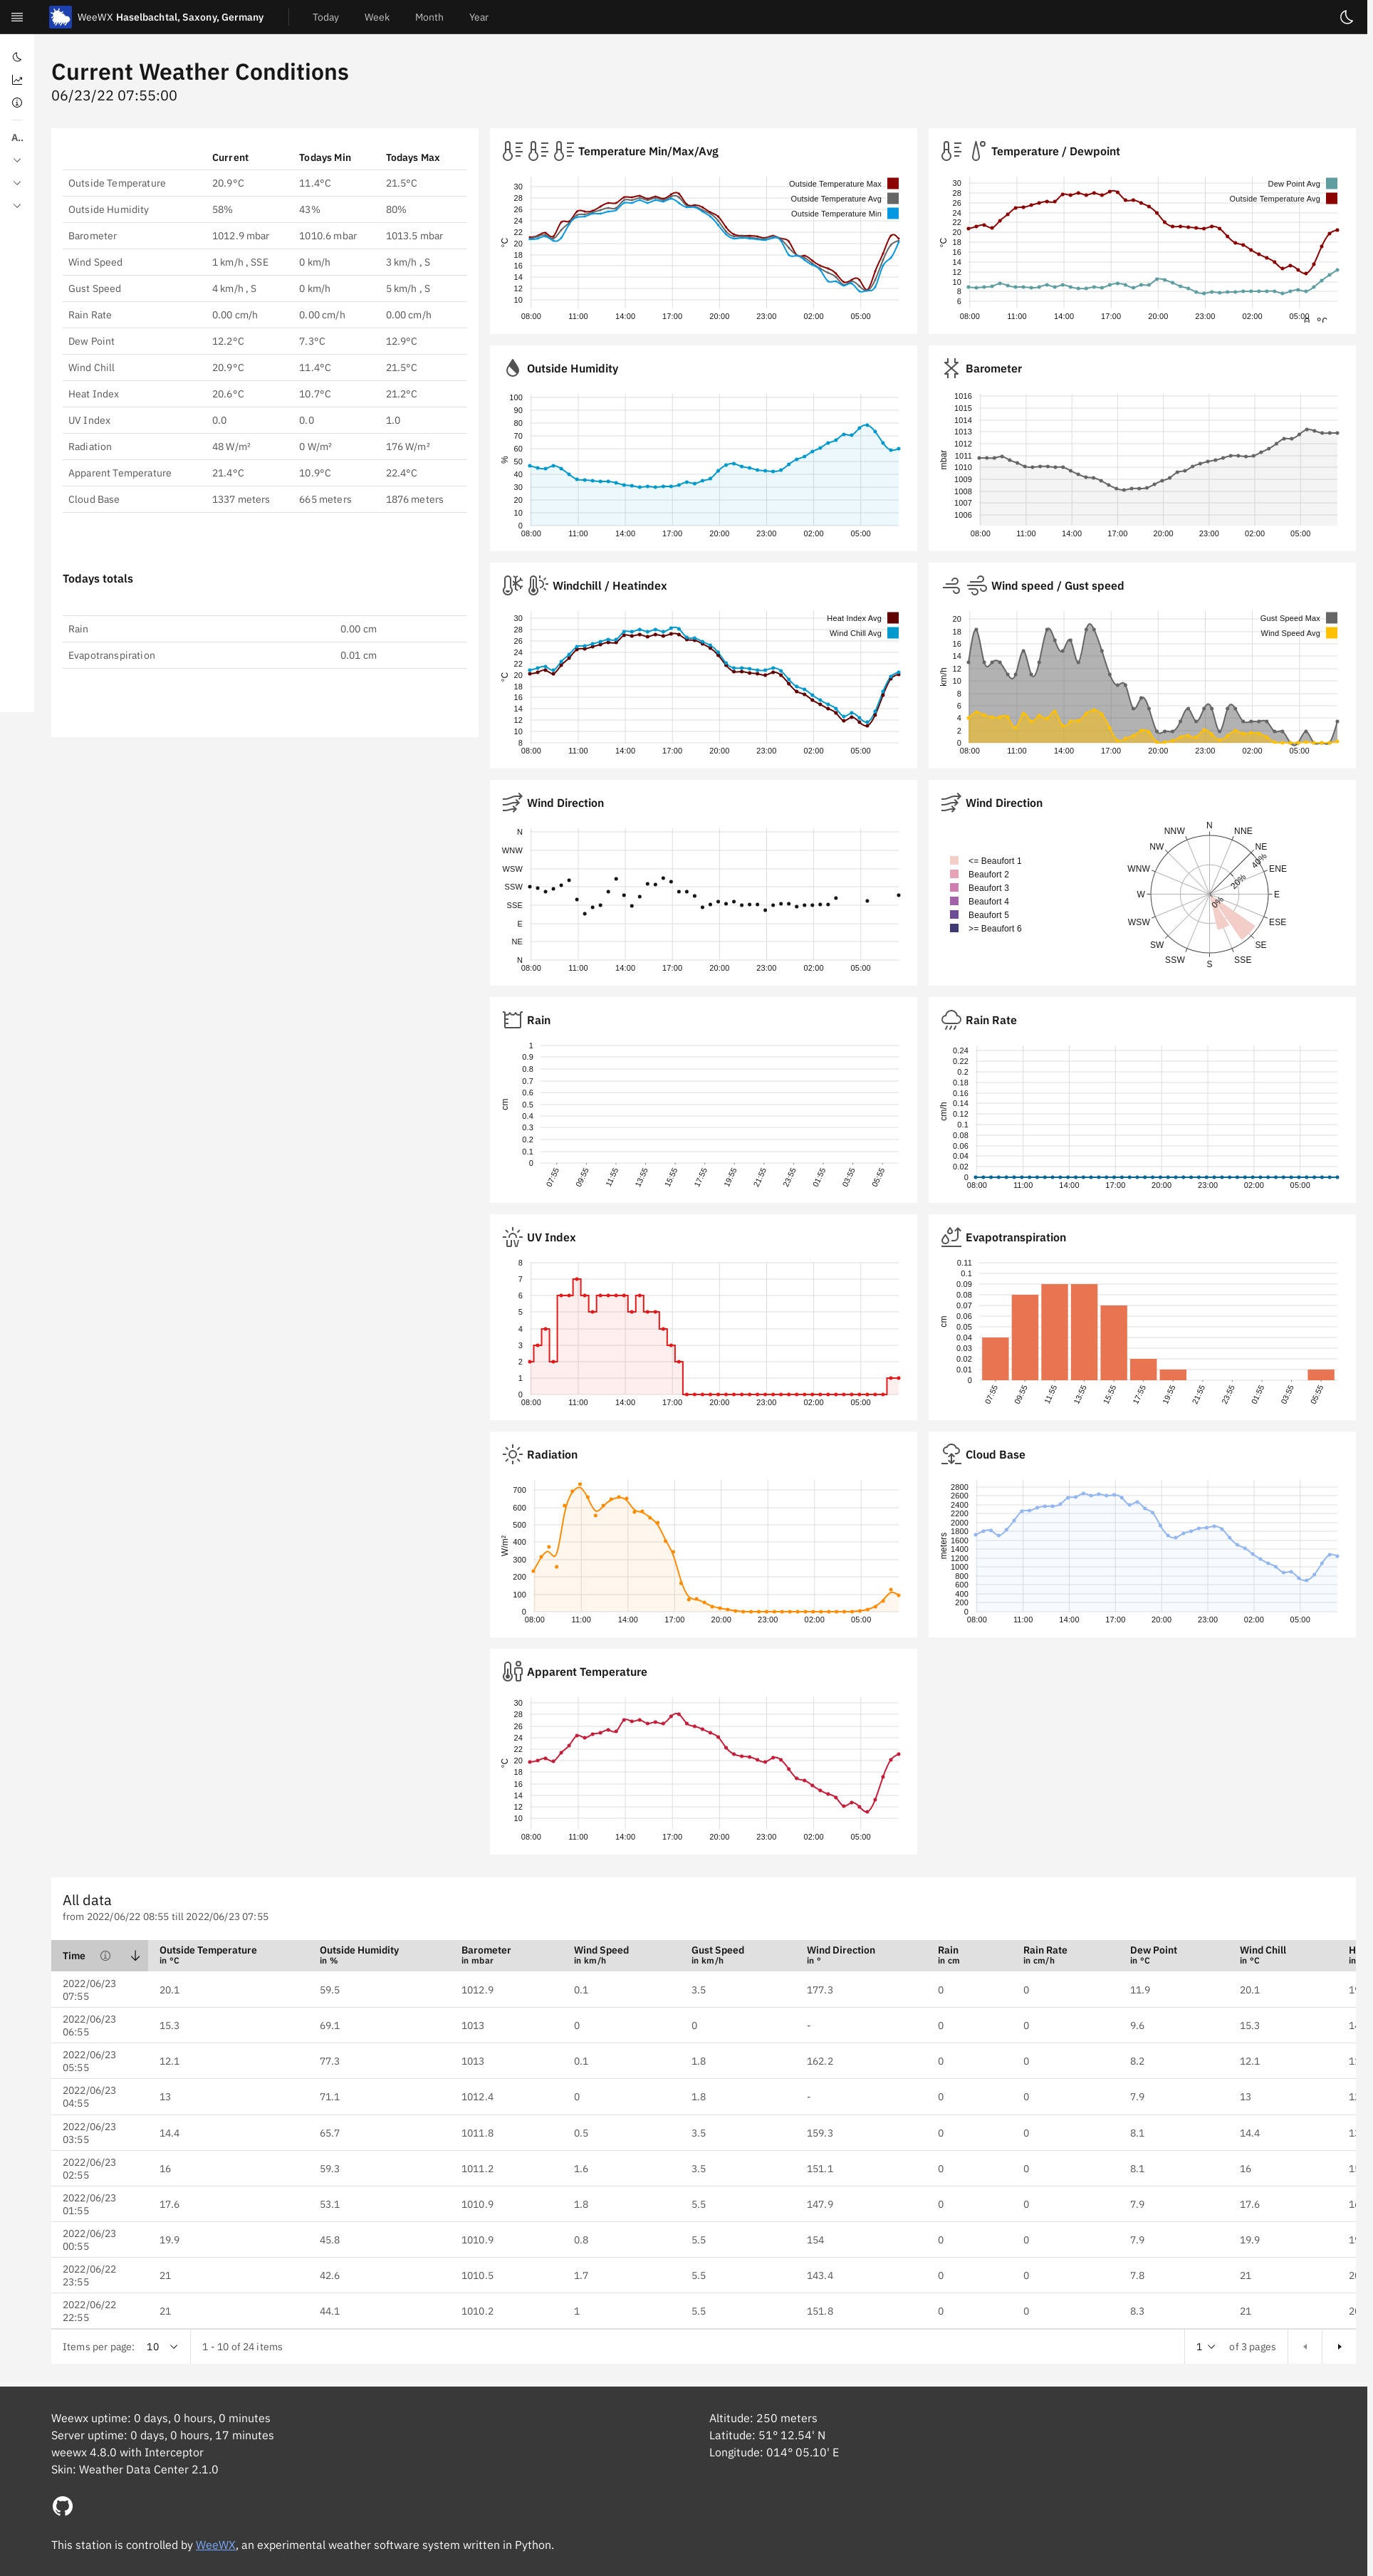 WeeWX Haselbachtal, Saxony, Germany Today Week Month Year
Current Weather Conditions
06/23/22 07:55:00
A..
Current Todays Min Todays Max
Outside Temperature 20.9°C 11.4°C 21.5°C
Outside Humidity 58% 43% 80%
Barometer 1012.9 mbar 1010.6 mbar 1013.5 mbar
Wind Speed 1 km/h , SSE 0 km/h 3 km/h , S
Gust Speed 4 km/h , S 0 km/h 5 km/h , S
Rain Rate 0.00 cm/h 0.00 cm/h 0.00 cm/h
Dew Point 12.2°C 7.3°C 12.9°C
Wind Chill 20.9°C 11.4°C 21.5°C
Heat Index 20.6°C 10.7°C 21.2°C
UV Index 0.0 0.0 1.0
Radiation 48 W/m² 0 W/m² 176 W/m²
Apparent Temperature 21.4°C 10.9°C 22.4°C
Cloud Base 1337 meters 665 meters 1876 meters
Todays totals
Rain 0.00 cm
Evapotranspiration 0.01 cm
Temperature Min/Max/Avg
Outside Temperature Max
Outside Temperature Avg
Outside Temperature Min
°C
30
28
26
24
22
20
18
16
14
12
10
08:00 11:00 14:00 17:00 20:00 23:00 02:00 05:00
Temperature / Dewpoint
Dew Point Avg
Outside Temperature Avg
°C
30
28
26
24
22
20
18
16
14
12
10
8
6
08:00 11:00 14:00 17:00 20:00 23:00 02:00 05:00
Outside Humidity
%
100
90
80
70
60
50
40
30
20
10
0
08:00 11:00 14:00 17:00 20:00 23:00 02:00 05:00
Barometer
mbar
1016
1015
1014
1013
1012
1011
1010
1009
1008
1007
1006
08:00 11:00 14:00 17:00 20:00 23:00 02:00 05:00
Windchill / Heatindex
Heat Index Avg
Wind Chill Avg
°C
30
28
26
24
22
20
18
16
14
12
10
8
08:00 11:00 14:00 17:00 20:00 23:00 02:00 05:00
Wind speed / Gust speed
Gust Speed Max
Wind Speed Avg
km/h
20
18
16
14
12
10
8
6
4
2
0
08:00 11:00 14:00 17:00 20:00 23:00 02:00 05:00
Wind Direction
N
WNW
WSW
SSW
SSE
E
NE
N
08:00 11:00 14:00 17:00 20:00 23:00 02:00 05:00
Wind Direction
<= Beaufort 1
Beaufort 2
Beaufort 3
Beaufort 4
Beaufort 5
>= Beaufort 6
N
NNW NNE
NW NE
WNW ENE
W E
WSW ESE
SW SE
SSW SSE
S
40%
20%
0%
Rain
cm
1
0.9
0.8
0.7
0.6
0.5
0.4
0.3
0.2
0.1
0
07:55 09:55 11:55 13:55 15:55 17:55 19:55 21:55 23:55 01:55 03:55 05:55
Rain Rate
cm/h
0.24
0.22
0.2
0.18
0.16
0.14
0.12
0.1
0.08
0.06
0.04
0.02
0
08:00 11:00 14:00 17:00 20:00 23:00 02:00 05:00
UV
UV Index
8
7
6
5
4
3
2
1
0
08:00 11:00 14:00 17:00 20:00 23:00 02:00 05:00
Evapotranspiration
cm
0.11
0.1
0.09
0.08
0.07
0.06
0.05
0.04
0.03
0.02
0.01
0
07:55 09:55 11:55 13:55 15:55 17:55 19:55 21:55 23:55 01:55 03:55 05:55
Radiation
W/m²
700
600
500
400
300
200
100
0
08:00 11:00 14:00 17:00 20:00 23:00 02:00 05:00
Cloud Base
meters
2800
2600
2400
2200
2000
1800
1600
1400
1200
1000
800
600
400
200
0
08:00 11:00 14:00 17:00 20:00 23:00 02:00 05:00
Apparent Temperature
°C
30
28
26
24
22
20
18
16
14
12
10
08:00 11:00 14:00 17:00 20:00 23:00 02:00 05:00
All data
from 2022/06/22 08:55 till 2022/06/23 07:55
Time Outside Temperature Outside Humidity Barometer Wind Speed Gust Speed Wind Direction Rain Rain Rate Dew Point Wind Chill
in °C in % in mbar in km/h in km/h in ° in cm in cm/h in °C in °C in
2022/06/23 07:55 20.1 59.5 1012.9 0.1 3.5 177.3 0 0 11.9 20.1
2022/06/23 06:55 15.3 69.1 1013 0 0 - 0 0 9.6 15.3
2022/06/23 05:55 12.1 77.3 1013 0.1 1.8 162.2 0 0 8.2 12.1
2022/06/23 04:55 13 71.1 1012.4 0 1.8 - 0 0 7.9 13
2022/06/23 03:55 14.4 65.7 1011.8 0.5 3.5 159.3 0 0 8.1 14.4
2022/06/23 02:55 16 59.3 1011.2 1.6 3.5 151.1 0 0 8.1 16
2022/06/23 01:55 17.6 53.1 1010.9 1.8 5.5 147.9 0 0 7.9 17.6
2022/06/23 00:55 19.9 45.8 1010.9 0.8 5.5 154 0 0 7.9 19.9
2022/06/22 23:55 21 42.6 1010.5 1.7 5.5 143.4 0 0 7.8 21
2022/06/22 22:55 21 44.1 1010.2 1 5.5 151.8 0 0 8.3 21
Items per page: 10 1 - 10 of 24 items 1 of 3 pages
Weewx uptime: 0 days, 0 hours, 0 minutes
Server uptime: 0 days, 0 hours, 17 minutes
weewx 4.8.0 with Interceptor
Skin: Weather Data Center 2.1.0
Altitude: 250 meters
Latitude: 51° 12.54' N
Longitude: 014° 05.10' E
This station is controlled by WeeWX, an experimental weather software system written in Python.